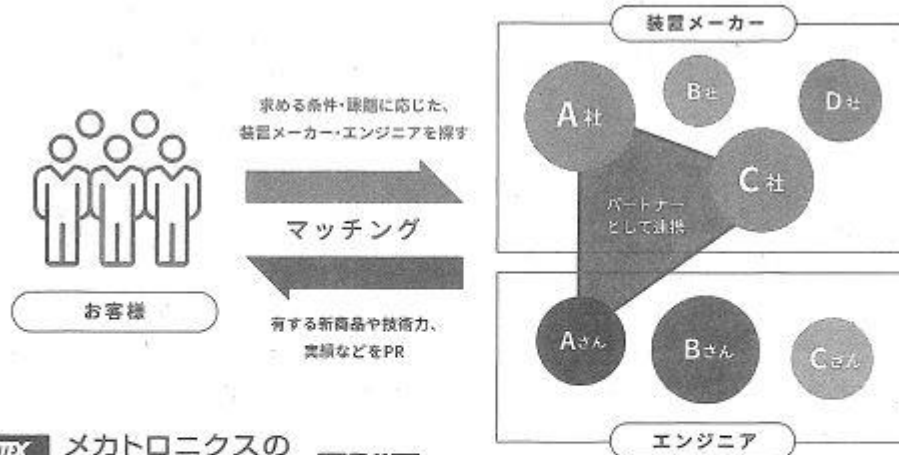 装置メーカー
A社
B社
D社
C社
求める条件・課題に応じた、
装置メーカー・エンジニアを探す
マッチング
有する新商品や技術力、
実績などをPR
お客様
パートナー
として連携
Aさん
Bさん
Cさん
エンジニア
メカトロニクスの